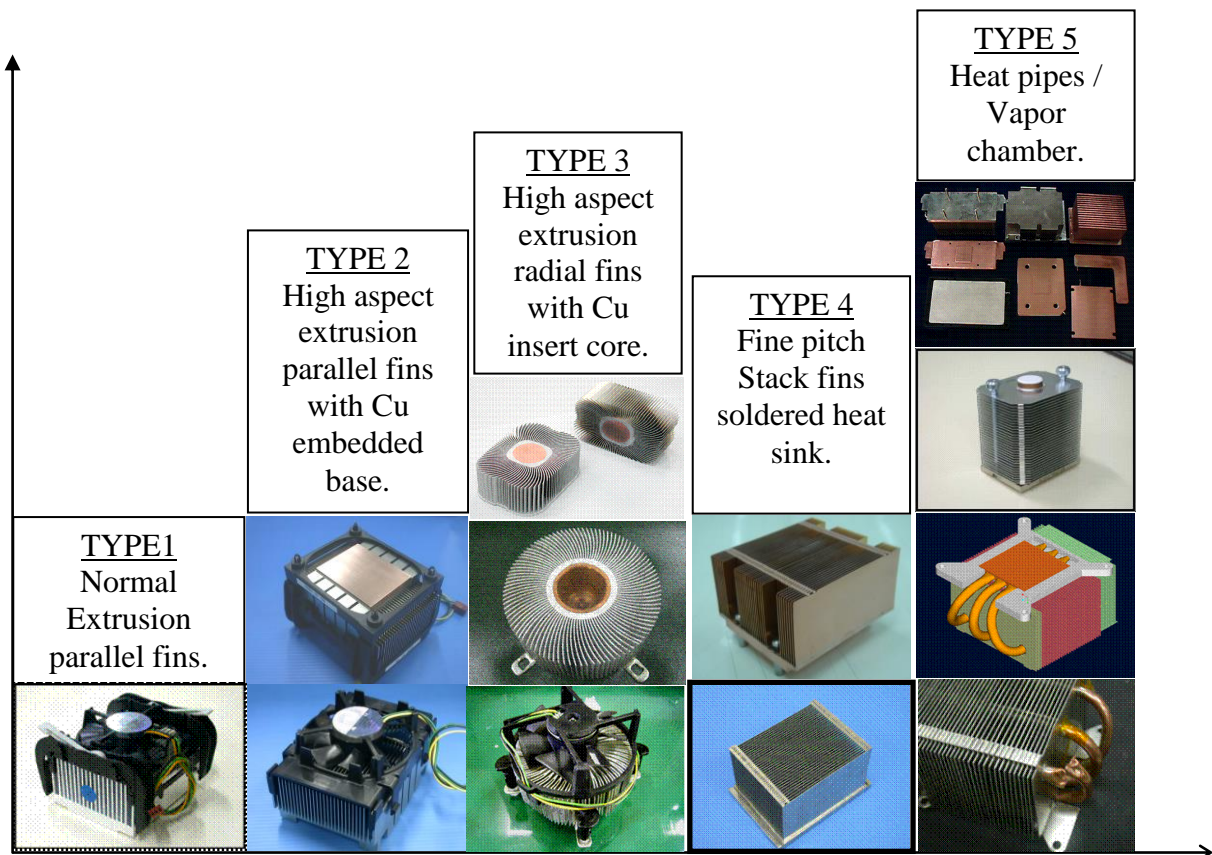 TYPE1
Normal
Extrusion
parallel fins.
TYPE 2
High aspect
extrusion
parallel fins
with Cu
embedded
base.
TYPE 3
High aspect
extrusion
radial fins
with Cu
insert core.
TYPE 4
Fine pitch
Stack fins
soldered heat
sink.
TYPE 5
Heat pipes /
Vapor
chamber.